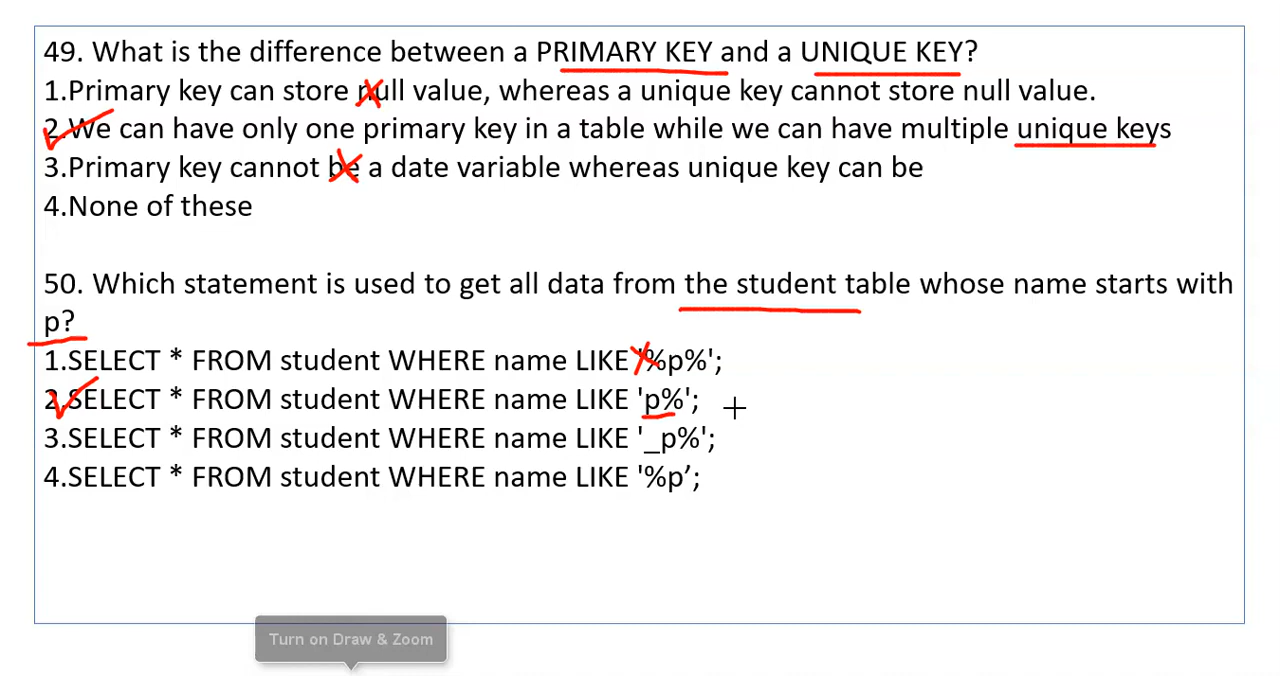 49. What is the difference between a PRIMARY KEY and a UNIQUE KEY?
1.Primary key can store null value, whereas a unique key cannot store null value.
2.We can have only one primary key in a table while we can have multiple unique keys
3.Primary key cannot be a date variable whereas unique key can be
4.None of these
50. Which statement is used to get all data from the student table whose name starts with
p?
1.SELECT * FROM student WHERE name LIKE '%p%';
2.SELECT * FROM student WHERE name LIKE 'p%';
3.SELECT * FROM student WHERE name LIKE '_p%';
4.SELECT * FROM student WHERE name LIKE '%p’;
Turn on Draw & Zoom